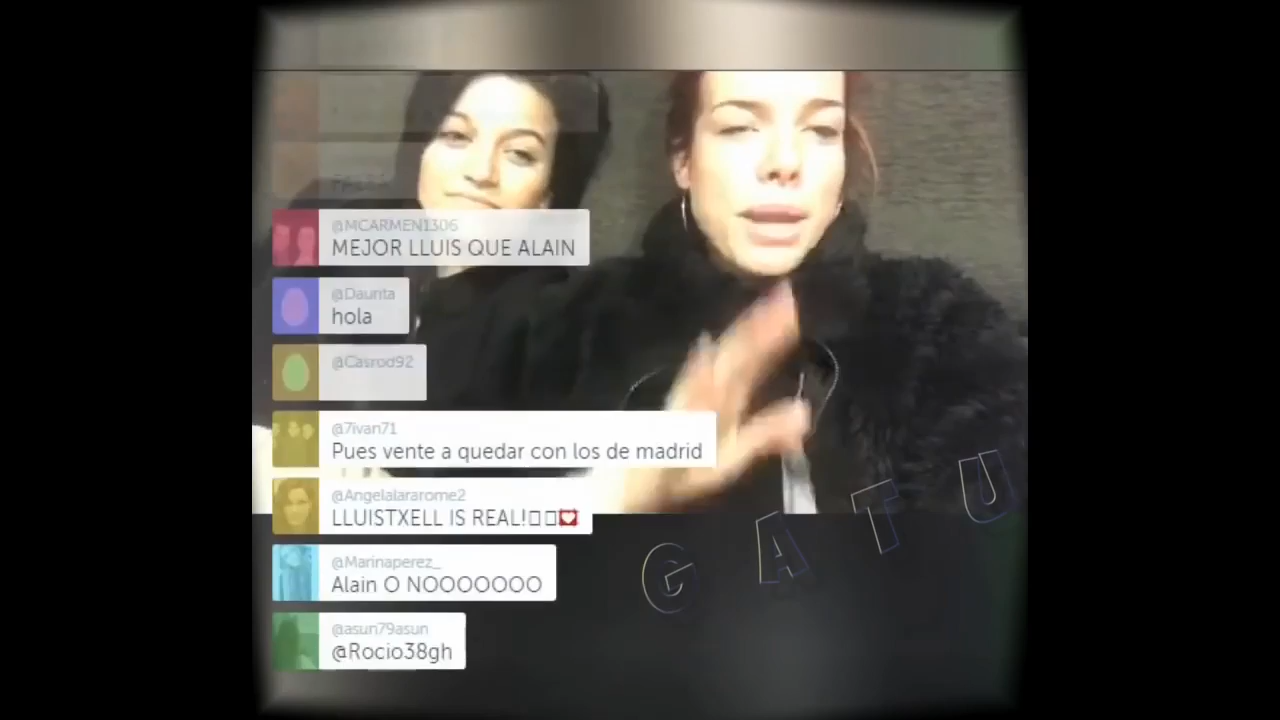 @MCARMEN1306
MEJOR LLUIS QUE ALAIN
@Daunta
hola
@Casrod92
@7ivan71
Pues vente a quedar con los de madrid
@Angelalararome2
LLUISTXELL IS REAL!
@Marinaperez_
Alain O NOOOOOOO
@asun79asun
@Rocio38gh
G A T U